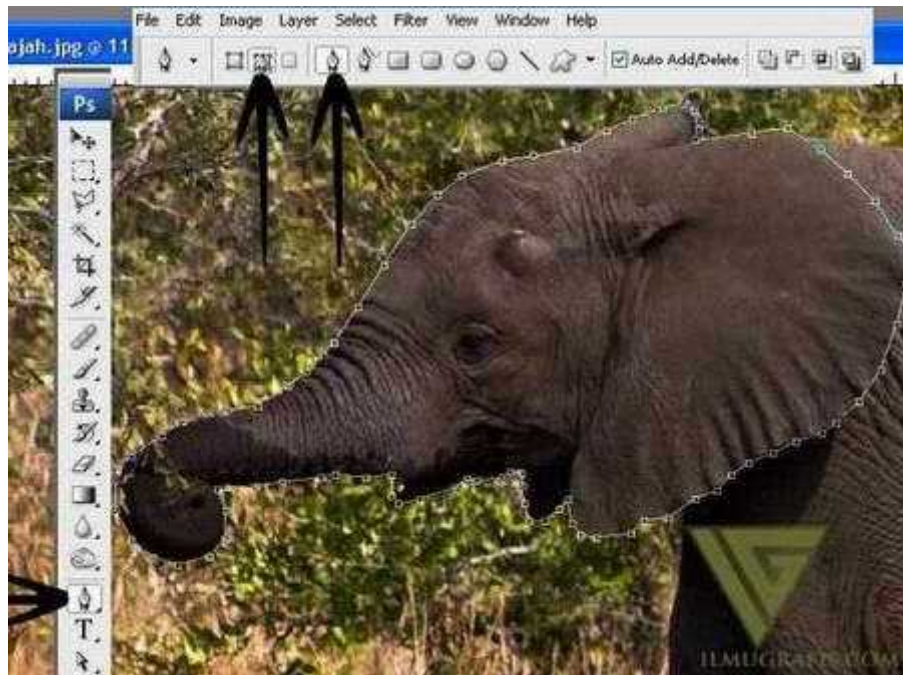 File Edit Image Layer Select Filter View Window Help
ajah.jpg @ 11
Auto Add/Delete
Ps
T
ILMUGRAFIS.COM